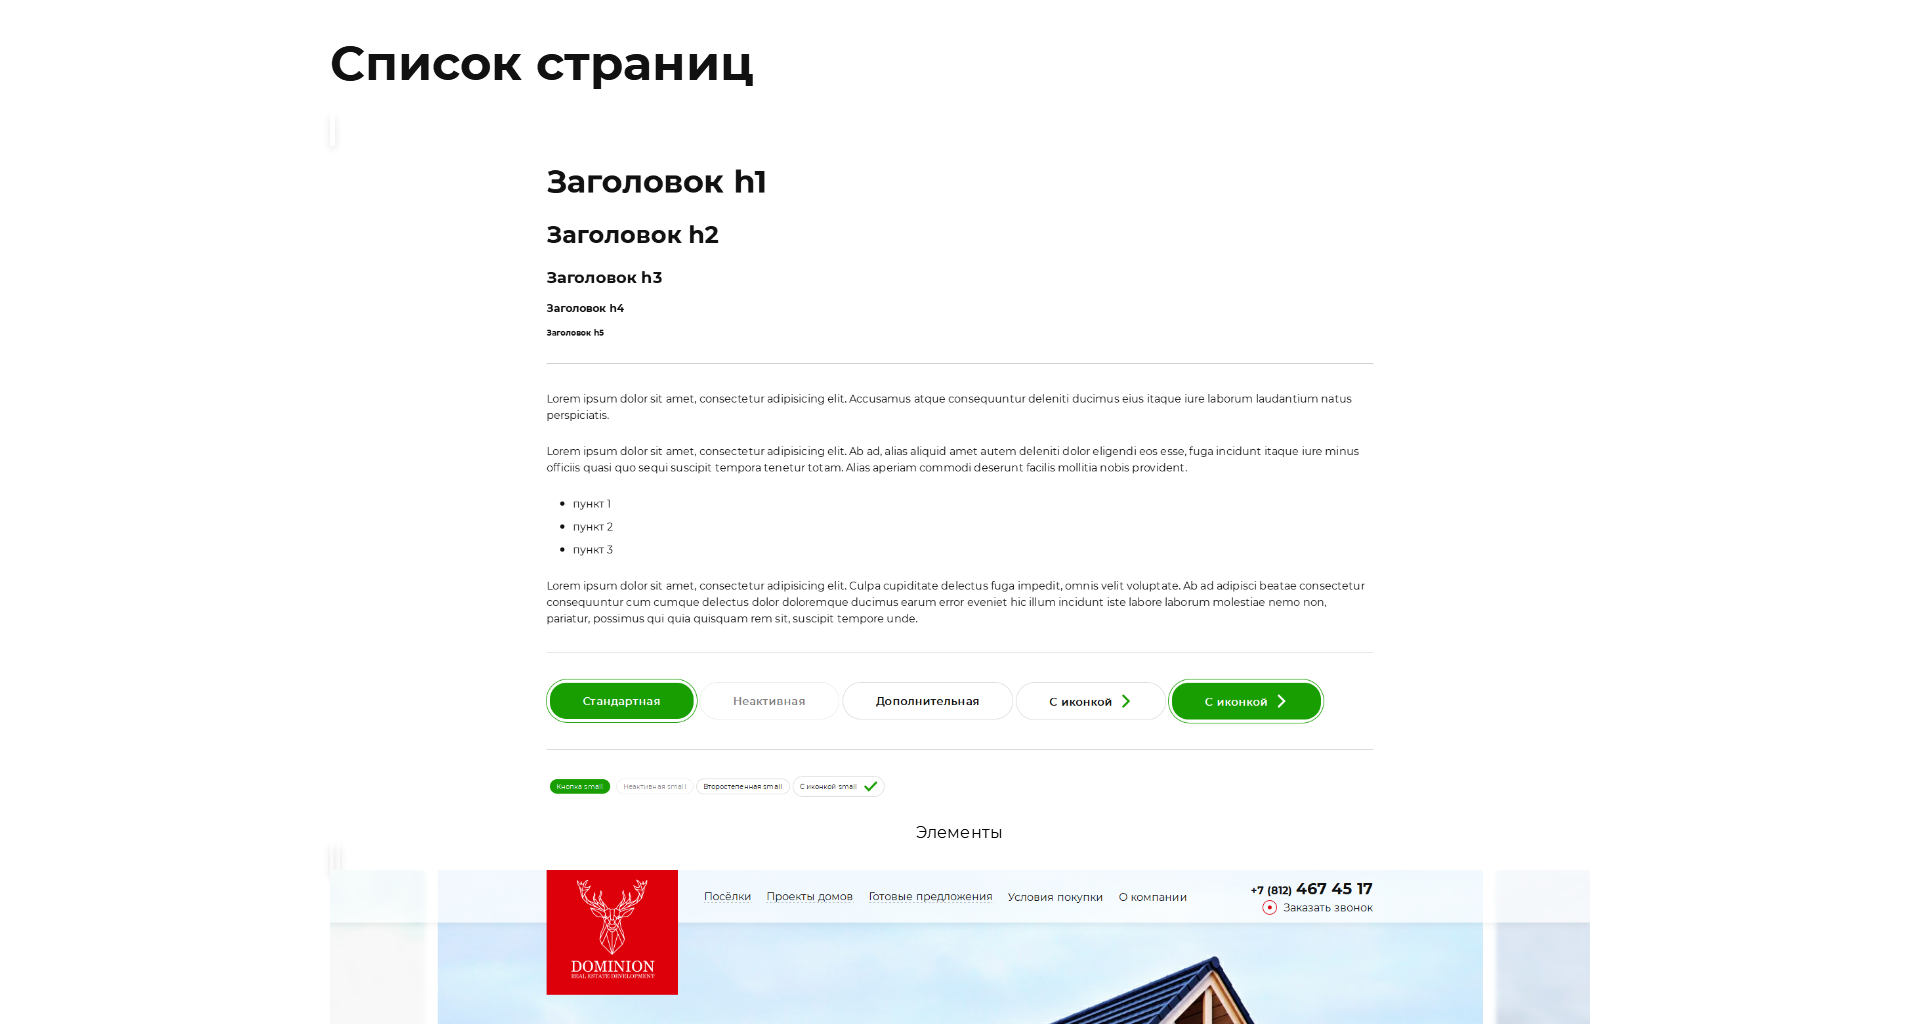 Список страниц
Заголовок h1
Заголовок h2
Заголовок h3
Заголовок h4
Заголовок h5
Lorem ipsum dolor sit amet, consectetur adipisicing elit. Accusamus atque consequuntur deleniti ducimus eius itaque iure laborum laudantium natus
perspiciatis.
Lorem ipsum dolor sit amet, consectetur adipisicing elit. Ab ad, alias aliquid amet autem deleniti dolor eligendi eos esse, fuga incidunt itaque iure minus
officiis quasi quo sequi suscipit tempora tenetur totam. Alias aperiam commodi deserunt facilis mollitia nobis provident.
пункт 1
пункт 2
пункт 3
Lorem ipsum dolor sit amet, consectetur adipisicing elit. Culpa cupiditate delectus fuga impedit, omnis velit voluptate. Ab ad adipisci beatae consectetur
consequuntur cum cumque delectus dolor doloremque ducimus earum error eveniet hic illum incidunt iste labore laborum molestiae nemo non,
pariatur, possimus qui quia quisquam rem sit, suscipit tempore unde.
Стандартная Неактивная Дополнительная С иконкой С иконкой
Кнопка small Неактивная small Второстепенная small С иконкой small
Элементы
Посёлки Проекты домов Готовые предложения Условия покупки О компании +7 (812) 467 45 17
Заказать звонок
DOMINION
REAL ESTATE DEVELOPMENT